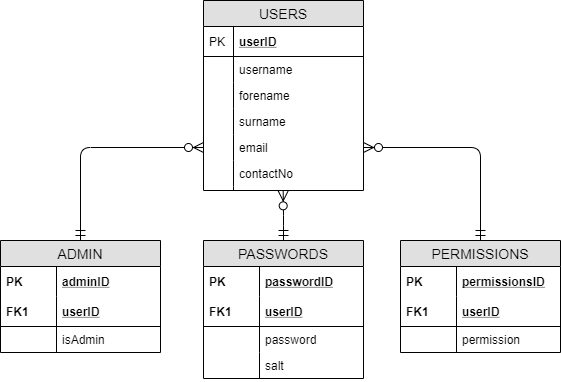 USERS
PK userID
username
forename
surname
email
contactNo
ADMIN
PK adminID
FK1 userID
isAdmin
PASSWORDS
PK passwordID
FK1 userID
password
salt
PERMISSIONS
PK permissionsID
FK1 userID
permission